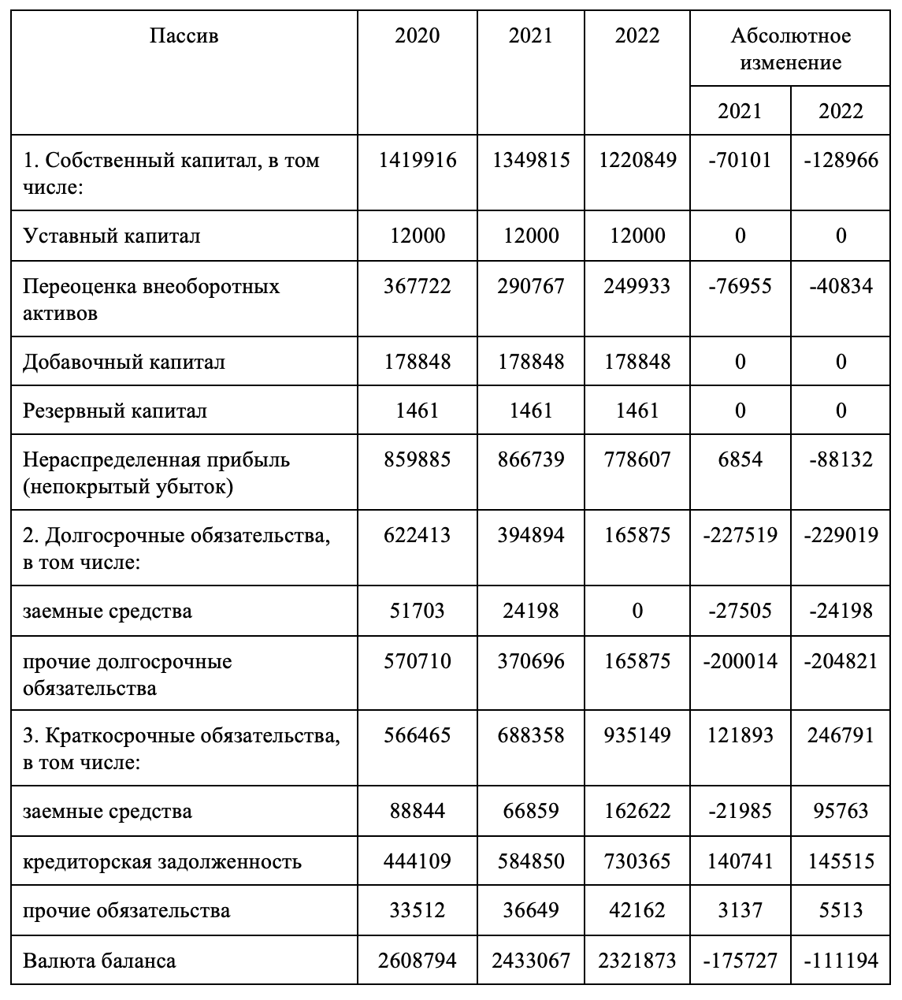 Пассив 2020 2021 2022 Абсолютное
изменение
2021 2022
1. Собственный капитал, в том 1419916 1349815 1220849 -70101 -128966
числе:
Уставный капитал 12000 12000 12000 0 0
Переоценка внеоборотных 367722 290767 249933 -76955 -40834
активов
Добавочный капитал 178848 178848 178848 0 0
Резервный капитал 1461 1461 1461 0 0
Нераспределенная прибыль 859885 866739 778607 6854 -88132
(непокрытый убыток)
2. Долгосрочные обязательства, 622413 394894 165875 -227519 -229019
в том числе:
заемные средства 51703 24198 0 -27505 -24198
прочие долгосрочные 570710 370696 165875 -200014 -204821
обязательства
3. Краткосрочные обязательства, 566465 688358 935149 121893 246791
в том числе:
заемные средства 88844 66859 162622 -21985 95763
кредиторская задолженность 444109 584850 730365 140741 145515
прочие обязательства 33512 36649 42162 3137 5513
Валюта баланса 2608794 2433067 2321873 -175727 -111194